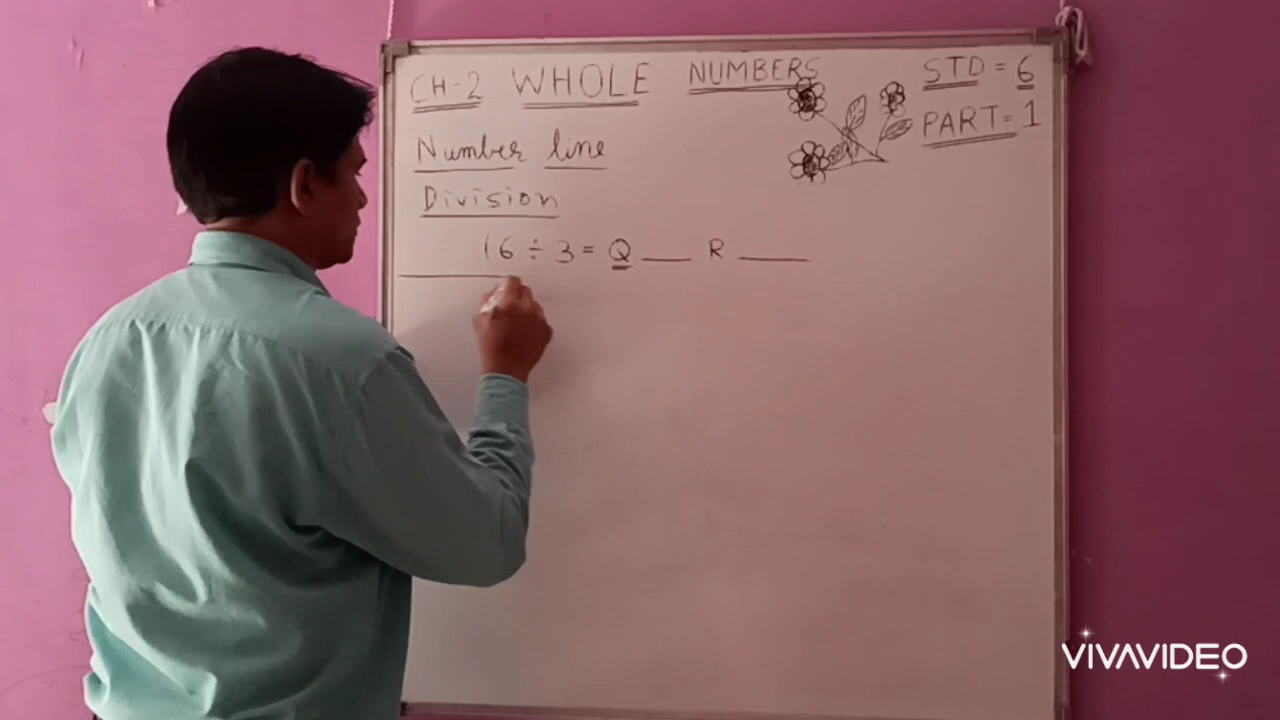 CH-2 WHOLE NUMBERS STD = 6
PART = 1
Number line
Division
16 ÷ 3 = Q ___ R ___
VIVAVIDEO